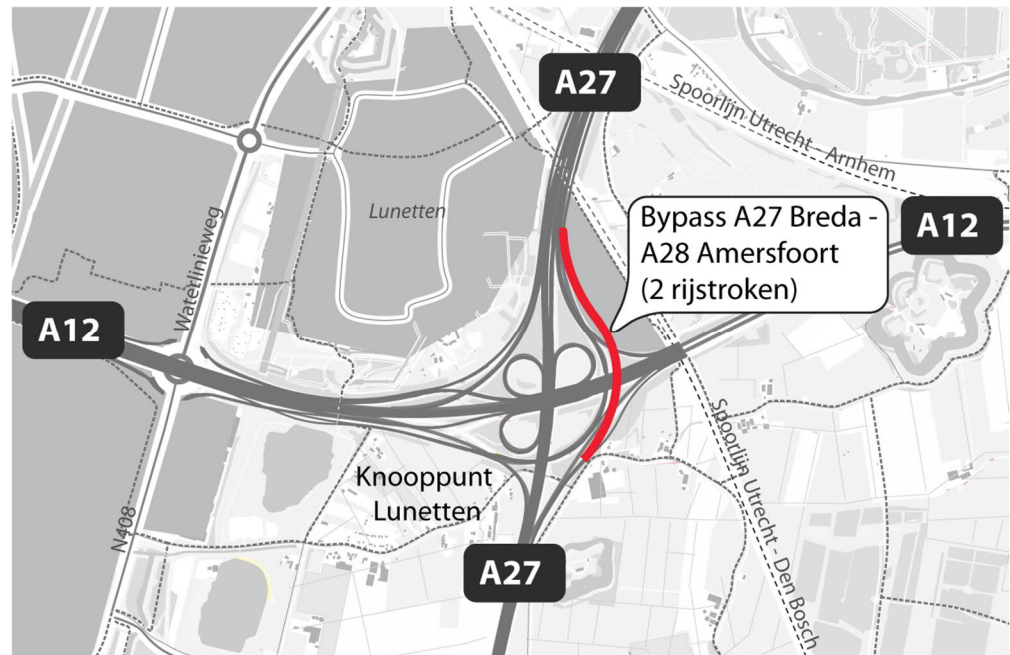 A27
Spoorlijn Utrecht - Arnhem
Lunetten
Waterlinieweg
Bypass A27 Breda -
A28 Amersfoort
(2 rijstroken)
A12
A12
Spoorlijn Utrecht - Den Bosch
Knooppunt
Lunetten
N408
A27